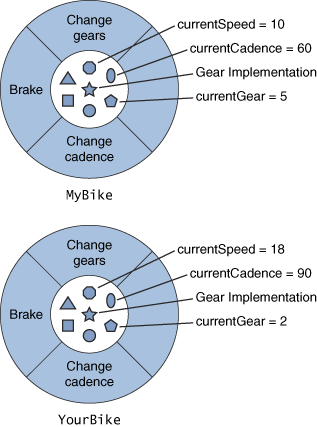 Change
gears
currentSpeed = 10
currentCadence = 60
Brake
Gear Implementation
currentGear = 5
Change
cadence
MyBike
Change
gears
currentSpeed = 18
currentCadence = 90
Brake
Gear Implementation
currentGear = 2
Change
cadence
YourBike